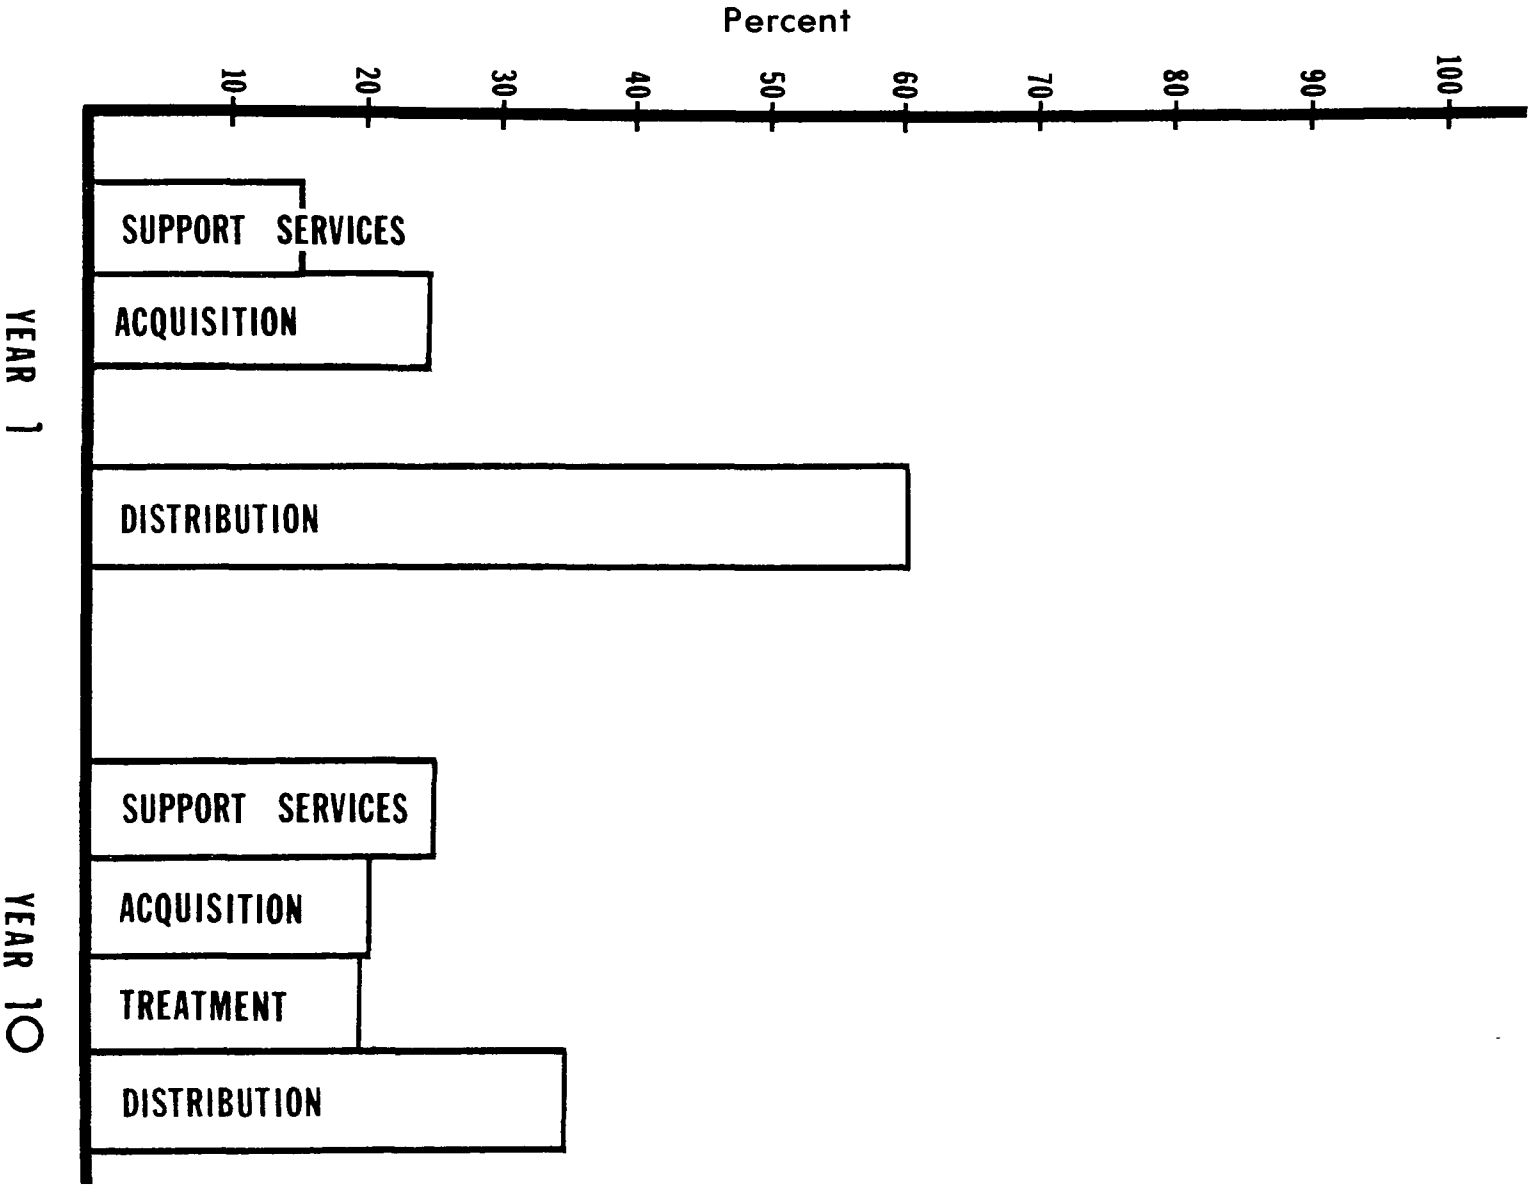 Percent
10 20 30 40 50 60 70 80 90 100
YEAR 1
SUPPORT SERVICES
ACQUISITION
DISTRIBUTION
YEAR 10
SUPPORT SERVICES
ACQUISITION
TREATMENT
DISTRIBUTION